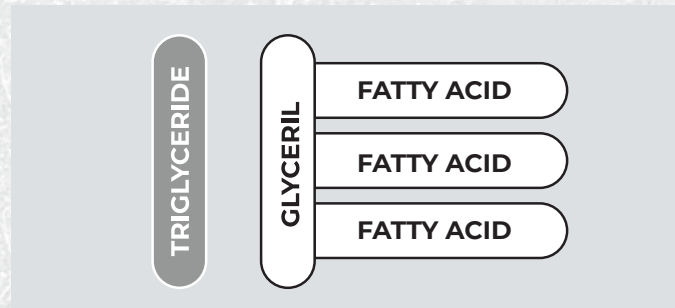 TRIGLYCERIDE
GLYCERIL
FATTY ACID
FATTY ACID
FATTY ACID